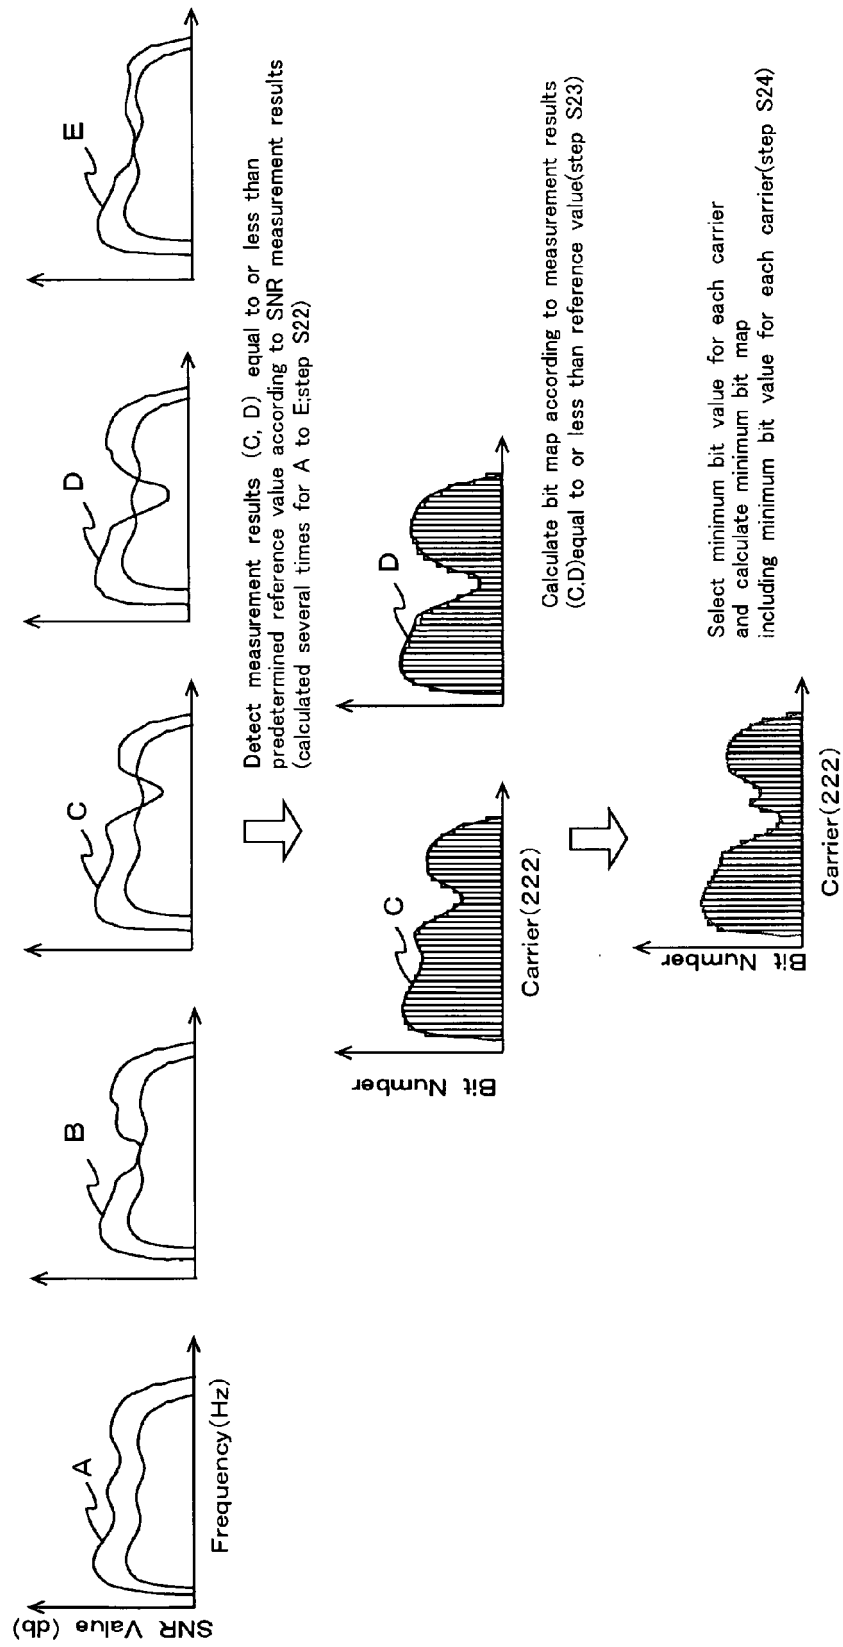 SNR Value (db)
A
B
C
D
E
Frequency(Hz)
Detect measurement results (C, D) equal to or less than
predetermined reference value according to SNR measurement results
(calculated several times for A to E;step S22)
Bit Number
C
D
Carrier(222)
Calculate bit map according to measurement results
(C,D)equal to or less than reference value(step S23)
Bit Number
Carrier(222)
Select minimum bit value for each carrier
and calculate minimum bit map
including minimum bit value for each carrier(step S24)